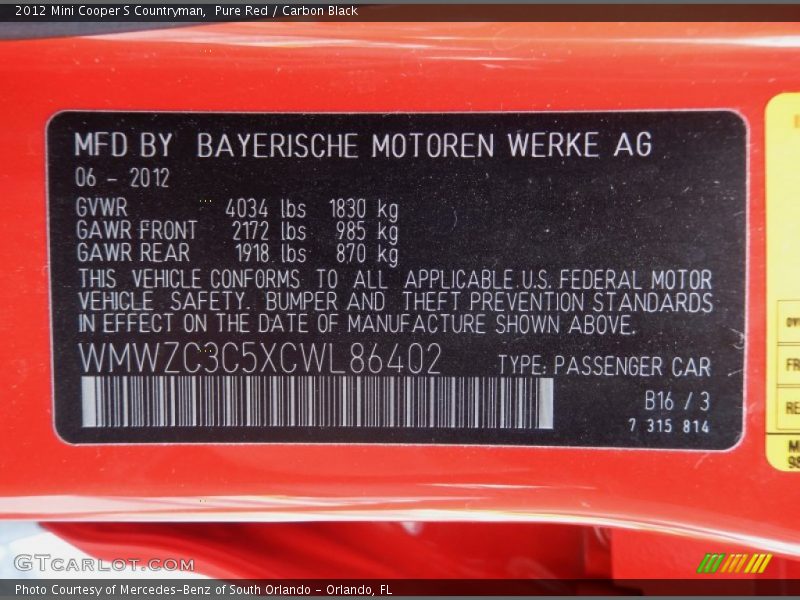 2012 Mini Cooper S Countryman, Pure Red / Carbon Black
MFD BY BAYERISCHE MOTOREN WERKE AG
06 - 2012
GVWR 4034 lbs 1830 kg
GAWR FRONT 2172 lbs 985 kg
GAWR REAR 1918 lbs 870 kg
THIS VEHICLE CONFORMS TO ALL APPLICABLE U.S. FEDERAL MOTOR
VEHICLE SAFETY, BUMPER AND THEFT PREVENTION STANDARDS
IN EFFECT ON THE DATE OF MANUFACTURE SHOWN ABOVE.
WMWZC3C5XCWL86402 TYPE: PASSENGER CAR
B16 / 3
7 315 814
GTCARLOT.COM
Photo Courtesy of Mercedes-Benz of South Orlando - Orlando, FL